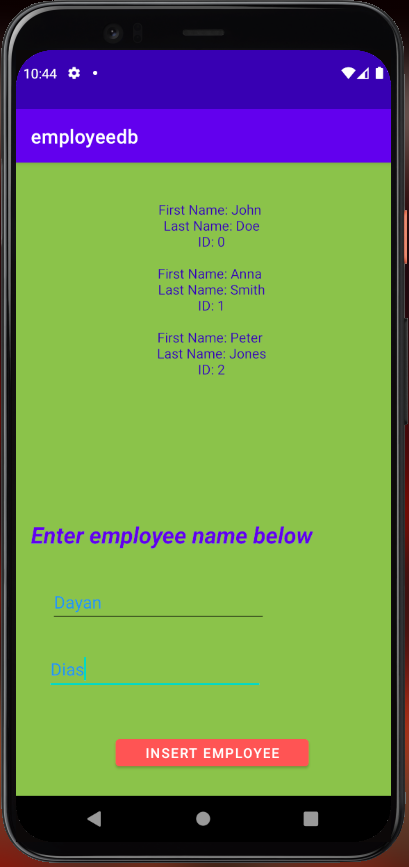 10:44
employeedb
First Name: John
Last Name: Doe
ID: 0
First Name: Anna
Last Name: Smith
ID: 1
First Name: Peter
Last Name: Jones
ID: 2
Enter employee name below
Dayan
Dias
INSERT EMPLOYEE